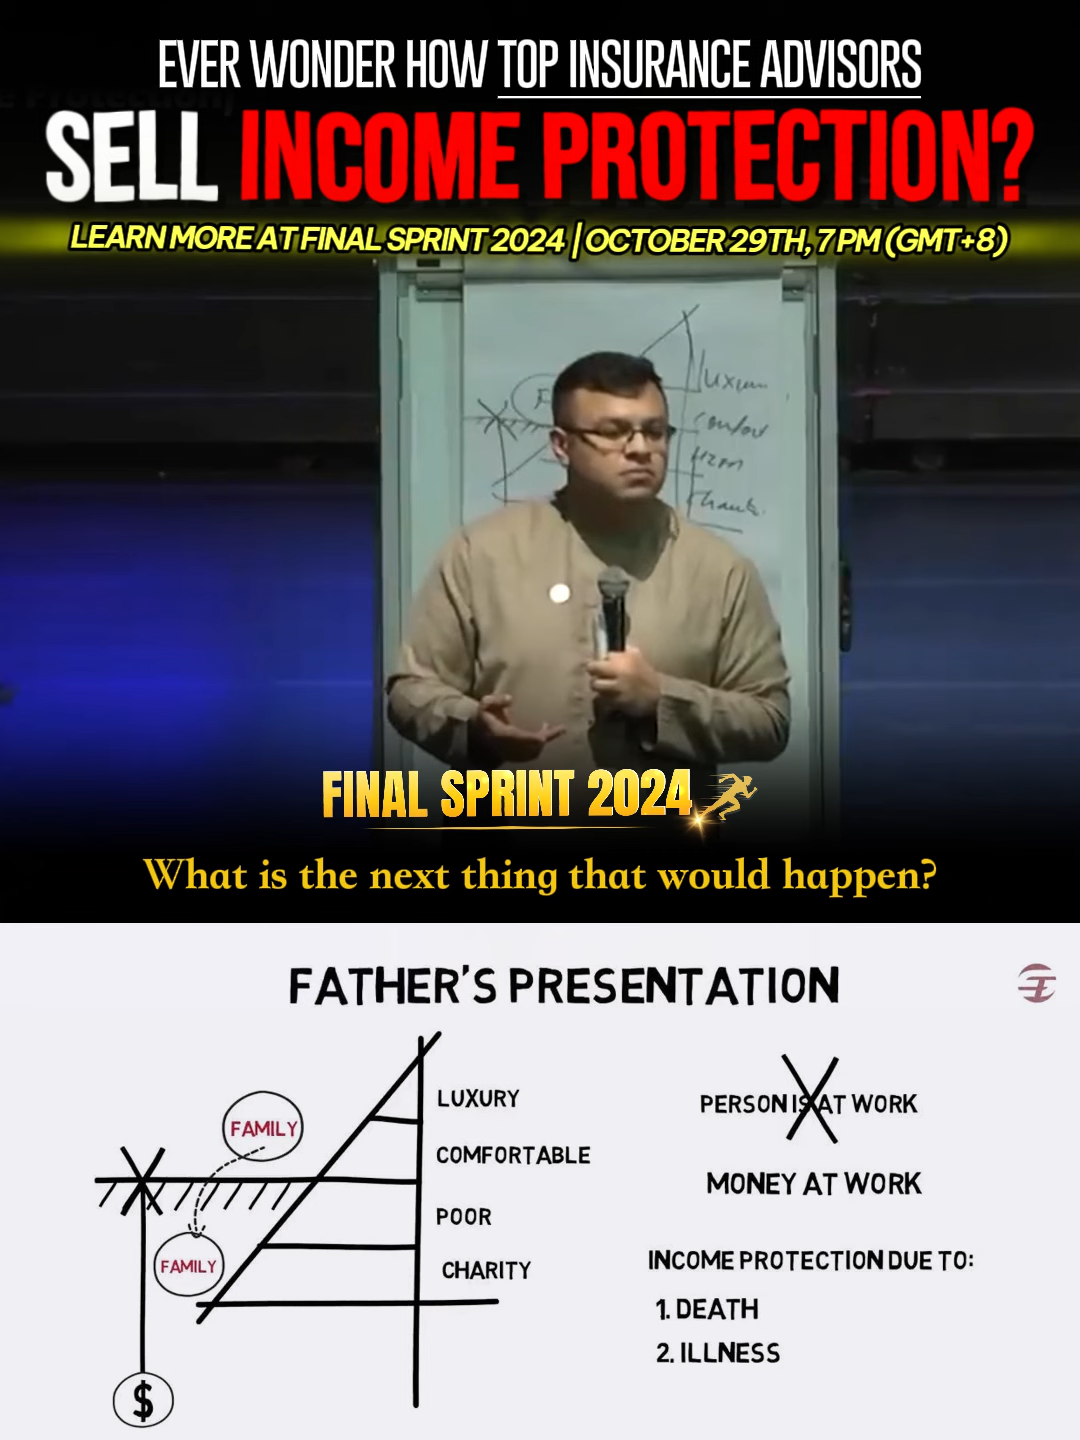 EVER WONDER HOW TOP INSURANCE ADVISORS
SELL INCOME PROTECTION?
LEARN MORE AT FINAL SPRINT 2024 | OCTOBER 29TH, 7 PM (GMT+8)
FINAL SPRINT 2024
What is the next thing that would happen?
FATHER'S PRESENTATION
LUXURY
COMFORTABLE
POOR
CHARITY
FAMILY
FAMILY
$
PERSON IS AT WORK
MONEY AT WORK
INCOME PROTECTION DUE TO:
1. DEATH
2. ILLNESS